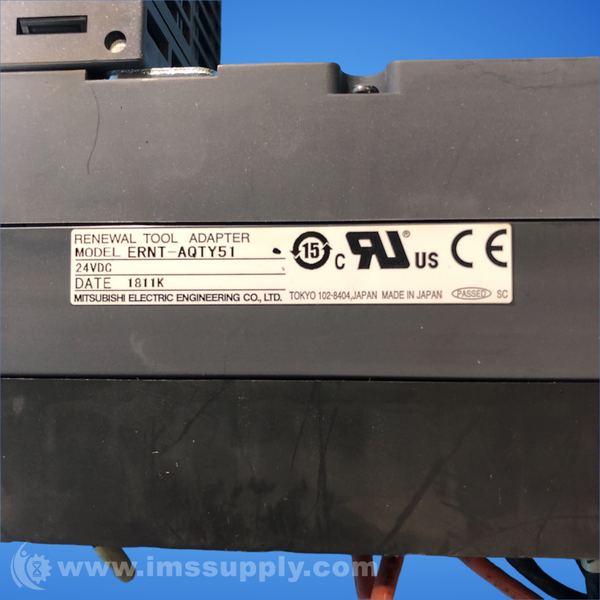 RENEWAL TOOL ADAPTER
MODEL ERNT-AQTY51
24VDC
DATE 1811K
MITSUBISHI ELECTRIC ENGINEERING CO., LTD. TOKYO 102-8404, JAPAN MADE IN JAPAN PASSED SC
15 c RU ® US CE
www.imssupply.com